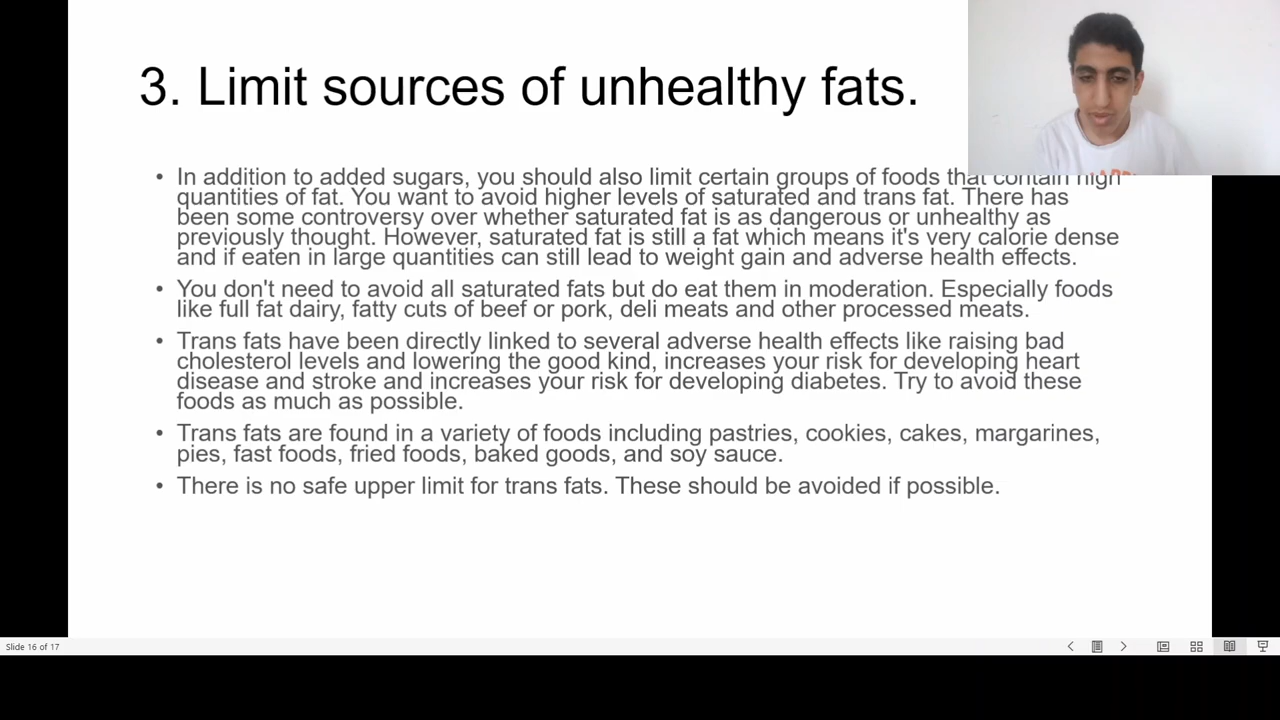 3. Limit sources of unhealthy fats.
• In addition to added sugars, you should also limit certain groups of foods that contain high
quantities of fat. You want to avoid higher levels of saturated and trans fat. There has
been some controversy over whether saturated fat is as dangerous or unhealthy as
previously thought. However, saturated fat is still a fat which means it's very calorie dense
and if eaten in large quantities can still lead to weight gain and adverse health effects.
• You don't need to avoid all saturated fats but do eat them in moderation. Especially foods
like full fat dairy, fatty cuts of beef or pork, deli meats and other processed meats.
• Trans fats have been directly linked to several adverse health effects like raising bad
cholesterol levels and lowering the good kind, increases your risk for developing heart
disease and stroke and increases your risk for developing diabetes. Try to avoid these
foods as much as possible.
• Trans fats are found in a variety of foods including pastries, cookies, cakes, margarines,
pies, fast foods, fried foods, baked goods, and soy sauce.
• There is no safe upper limit for trans fats. These should be avoided if possible.
Slide 16 of 17